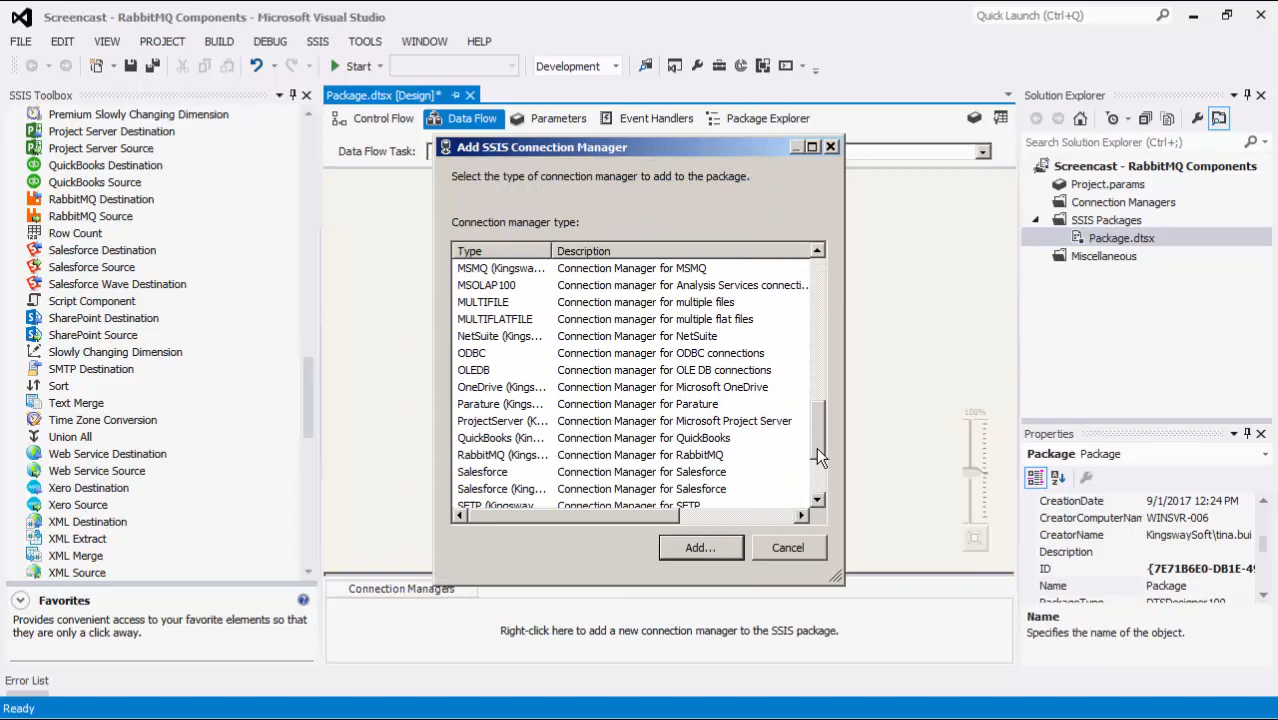 Screencast - RabbitMQ Components - Microsoft Visual Studio
Quick Launch (Ctrl+Q)
FILE EDIT VIEW PROJECT BUILD DEBUG SSIS TOOLS WINDOW HELP
Start Development
SSIS Toolbox
Premium Slowly Changing Dimension
Project Server Destination
Project Server Source
QuickBooks Destination
QuickBooks Source
RabbitMQ Destination
RabbitMQ Source
Row Count
Salesforce Destination
Salesforce Source
Salesforce Wave Destination
Script Component
SharePoint Destination
SharePoint Source
Slowly Changing Dimension
SMTP Destination
Sort
Text Merge
Time Zone Conversion
Union All
Web Service Destination
Web Service Source
Xero Destination
Xero Source
XML Destination
XML Extract
XML Merge
XML Source
Favorites
Provides convenient access to your favorite elements so that
they are only a click away.
Package.dtsx [Design]*
Control Flow Data Flow Parameters Event Handlers Package Explorer
Data Flow Task:
Add SSIS Connection Manager
Select the type of connection manager to add to the package.
Connection manager type:
Type Description
MSMQ (Kingswa... Connection Manager for MSMQ
MSOLAP100 Connection manager for Analysis Services connecti..
MULTIFILE Connection manager for multiple files
MULTIFLATFILE Connection manager for multiple flat files
NetSuite (Kings... Connection Manager for NetSuite
ODBC Connection manager for ODBC connections
OLEDB Connection manager for OLE DB connections
OneDrive (Kings... Connection Manager for Microsoft OneDrive
Parature (Kings... Connection Manager for Parature
ProjectServer (K... Connection Manager for Microsoft Project Server
QuickBooks (Kin... Connection Manager for QuickBooks
RabbitMQ (Kings... Connection Manager for RabbitMQ
Salesforce Connection Manager for Salesforce
Salesforce (King... Connection Manager for Salesforce
SFTP (Kingsway... Connection Manager for SFTP
Add... Cancel
100%
Connection Managers
Right-click here to add a new connection manager to the SSIS package.
Solution Explorer
Search Solution Explorer (Ctrl+;)
Screencast - RabbitMQ Components
Project.params
Connection Managers
SSIS Packages
Package.dtsx
Miscellaneous
Properties
Package Package
CreationDate 9/1/2017 12:24 PM
CreatorComputerNam WINSVR-006
CreatorName KingswaySoft\tina.bui
Description
ID {7E71B6E0-DB1E-49
Name Package
PackageType DTSDesigner100
Name
Specifies the name of the object.
Error List
Ready